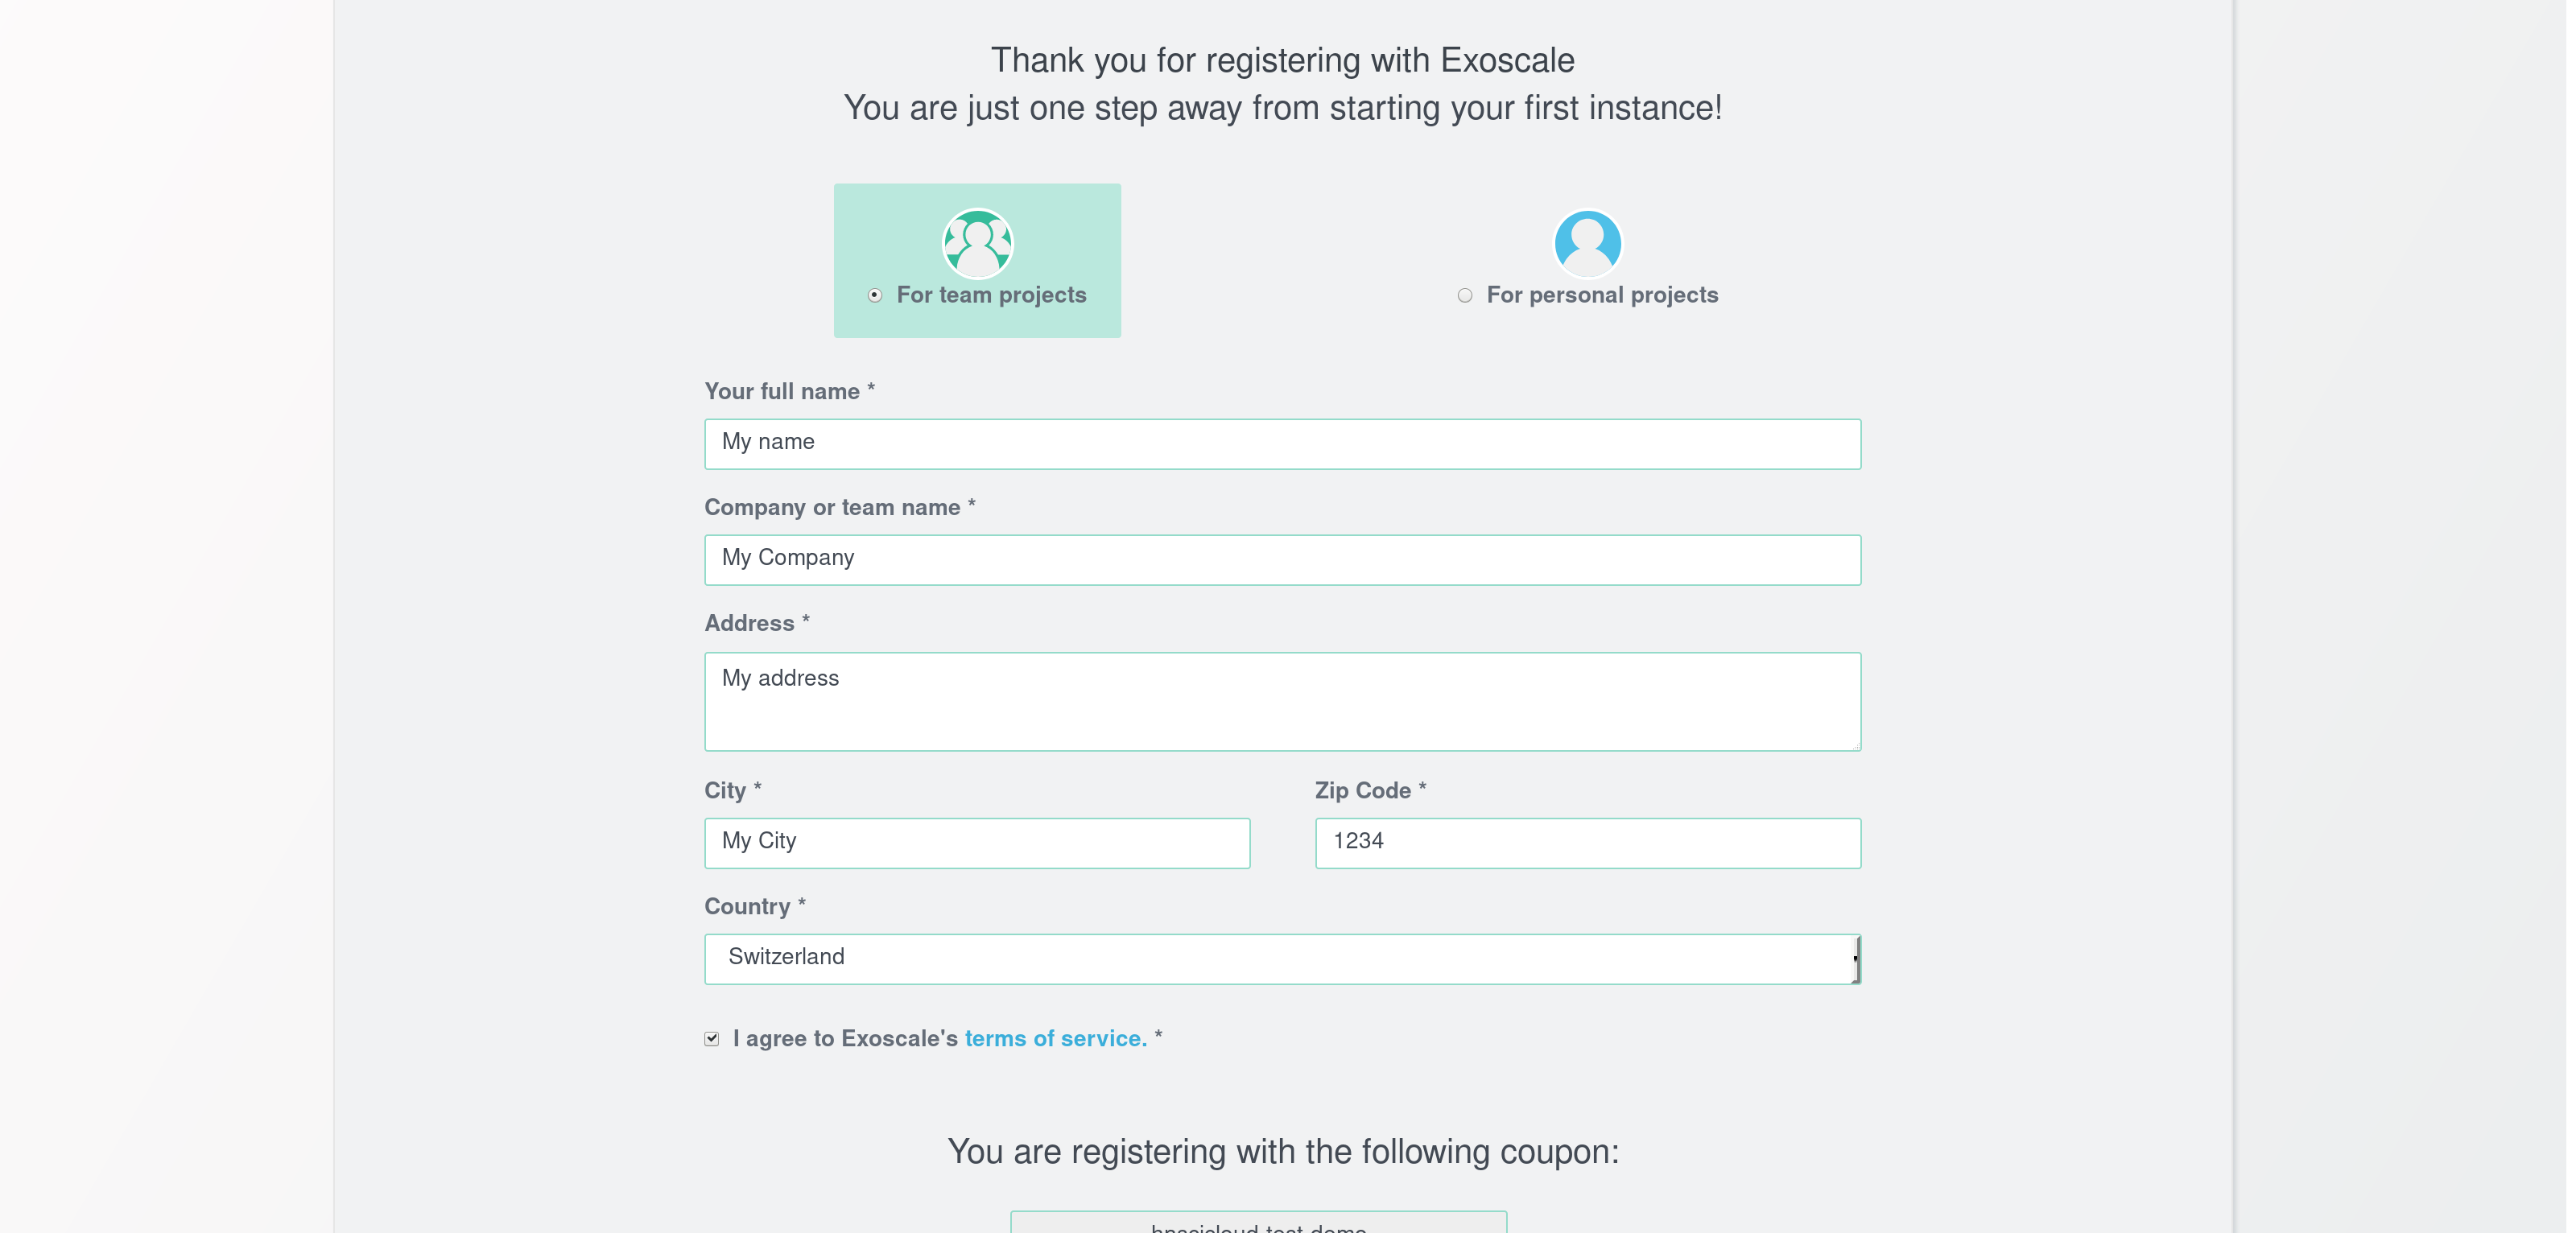 Thank you for registering with Exoscale
You are just one step away from starting your first instance!
For team projects
For personal projects
Your full name *
My name
Company or team name *
My Company
Address *
My address
City *
Zip Code *
My City
1234
Country *
Switzerland
I agree to Exoscale's terms of service. *
You are registering with the following coupon: